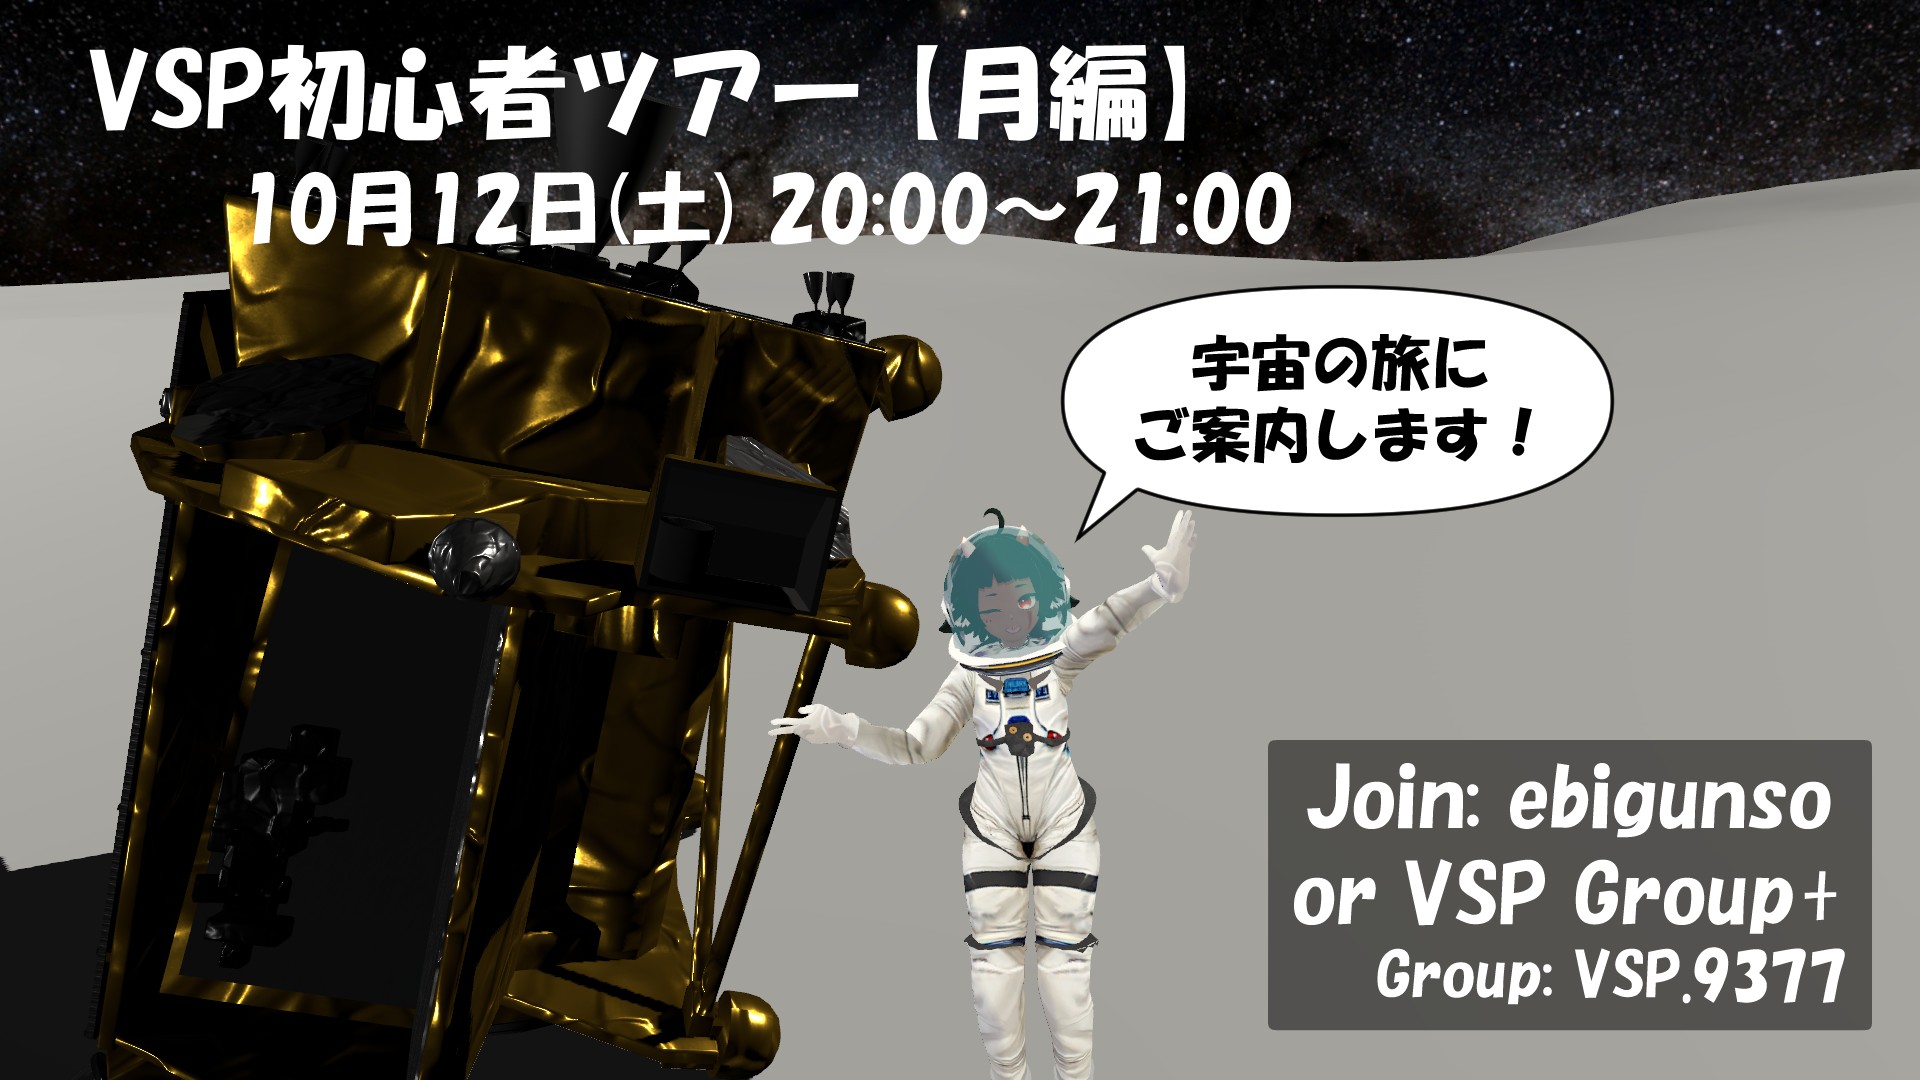 VSP初心者ツアー【月編】
10月12日(土) 20:00～21:00
宇宙の旅に
ご案内します！
Join: ebigunso
or VSP Group+
Group: VSP.9377